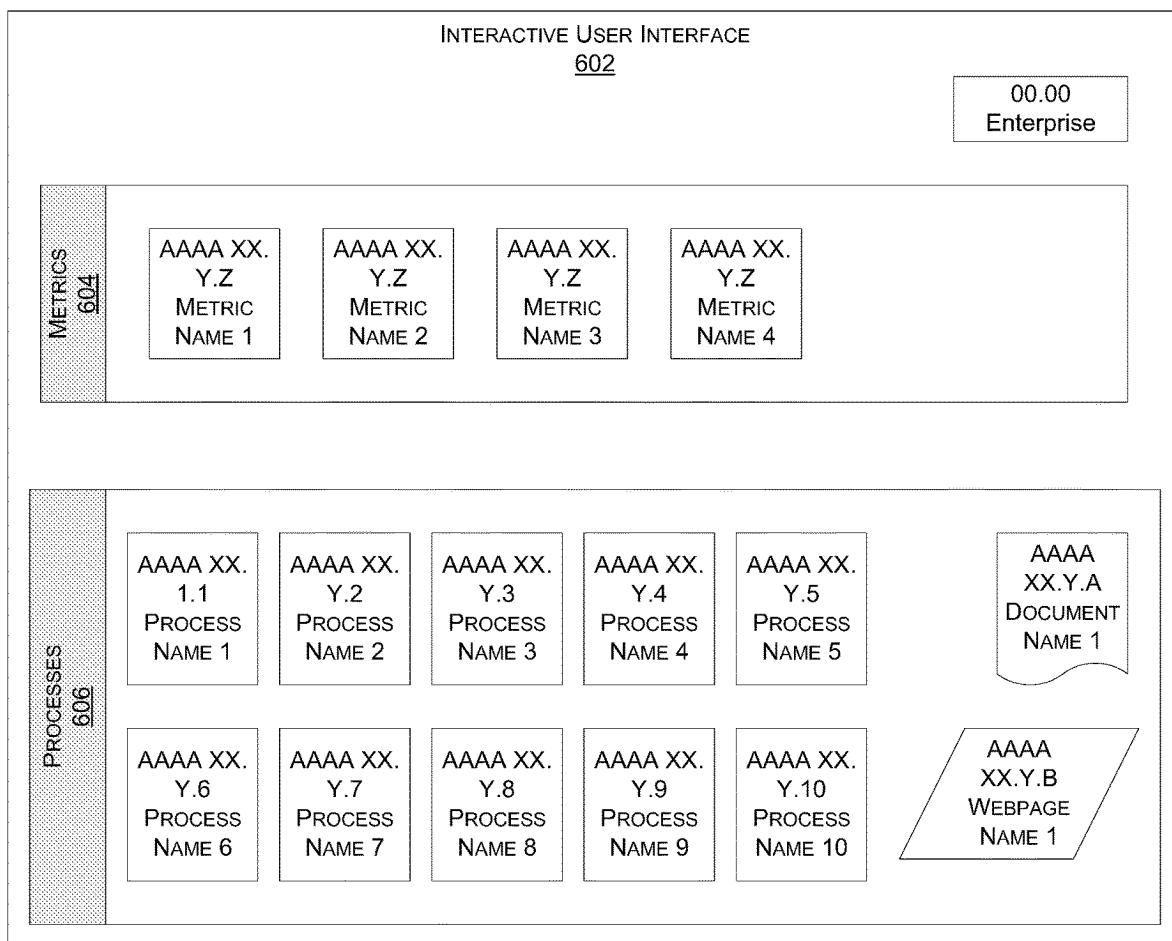 INTERACTIVE USER INTERFACE
602
00.00
Enterprise
METRICS
604
AAAA XX.
Y.Z
METRIC
NAME 1
AAAA XX.
Y.Z
METRIC
NAME 2
AAAA XX.
Y.Z
METRIC
NAME 3
AAAA XX.
Y.Z
METRIC
NAME 4
PROCESSES
606
AAAA XX.
1.1
PROCESS
NAME 1
AAAA XX.
Y.2
PROCESS
NAME 2
AAAA XX.
Y.3
PROCESS
NAME 3
AAAA XX.
Y.4
PROCESS
NAME 4
AAAA XX.
Y.5
PROCESS
NAME 5
AAAA
XX.Y.A
DOCUMENT
NAME 1
AAAA XX.
Y.6
PROCESS
NAME 6
AAAA XX.
Y.7
PROCESS
NAME 7
AAAA XX.
Y.8
PROCESS
NAME 8
AAAA XX.
Y.9
PROCESS
NAME 9
AAAA XX.
Y.10
PROCESS
NAME 10
AAAA
XX.Y.B
WEBPAGE
NAME 1